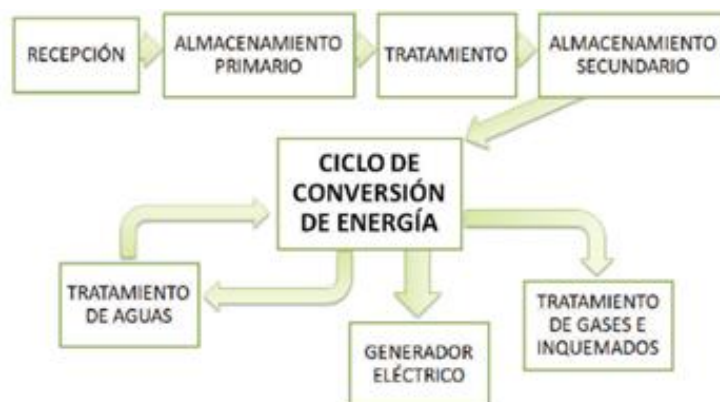 RECEPCIÓN
ALMACENAMIENTO
PRIMARIO
TRATAMIENTO
ALMACENAMIENTO
SECUNDARIO
CICLO DE
CONVERSIÓN
DE ENERGÍA
TRATAMIENTO
DE AGUAS
GENERADOR
ELÉCTRICO
TRATAMIENTO
DE GASES E
INQUEMADOS